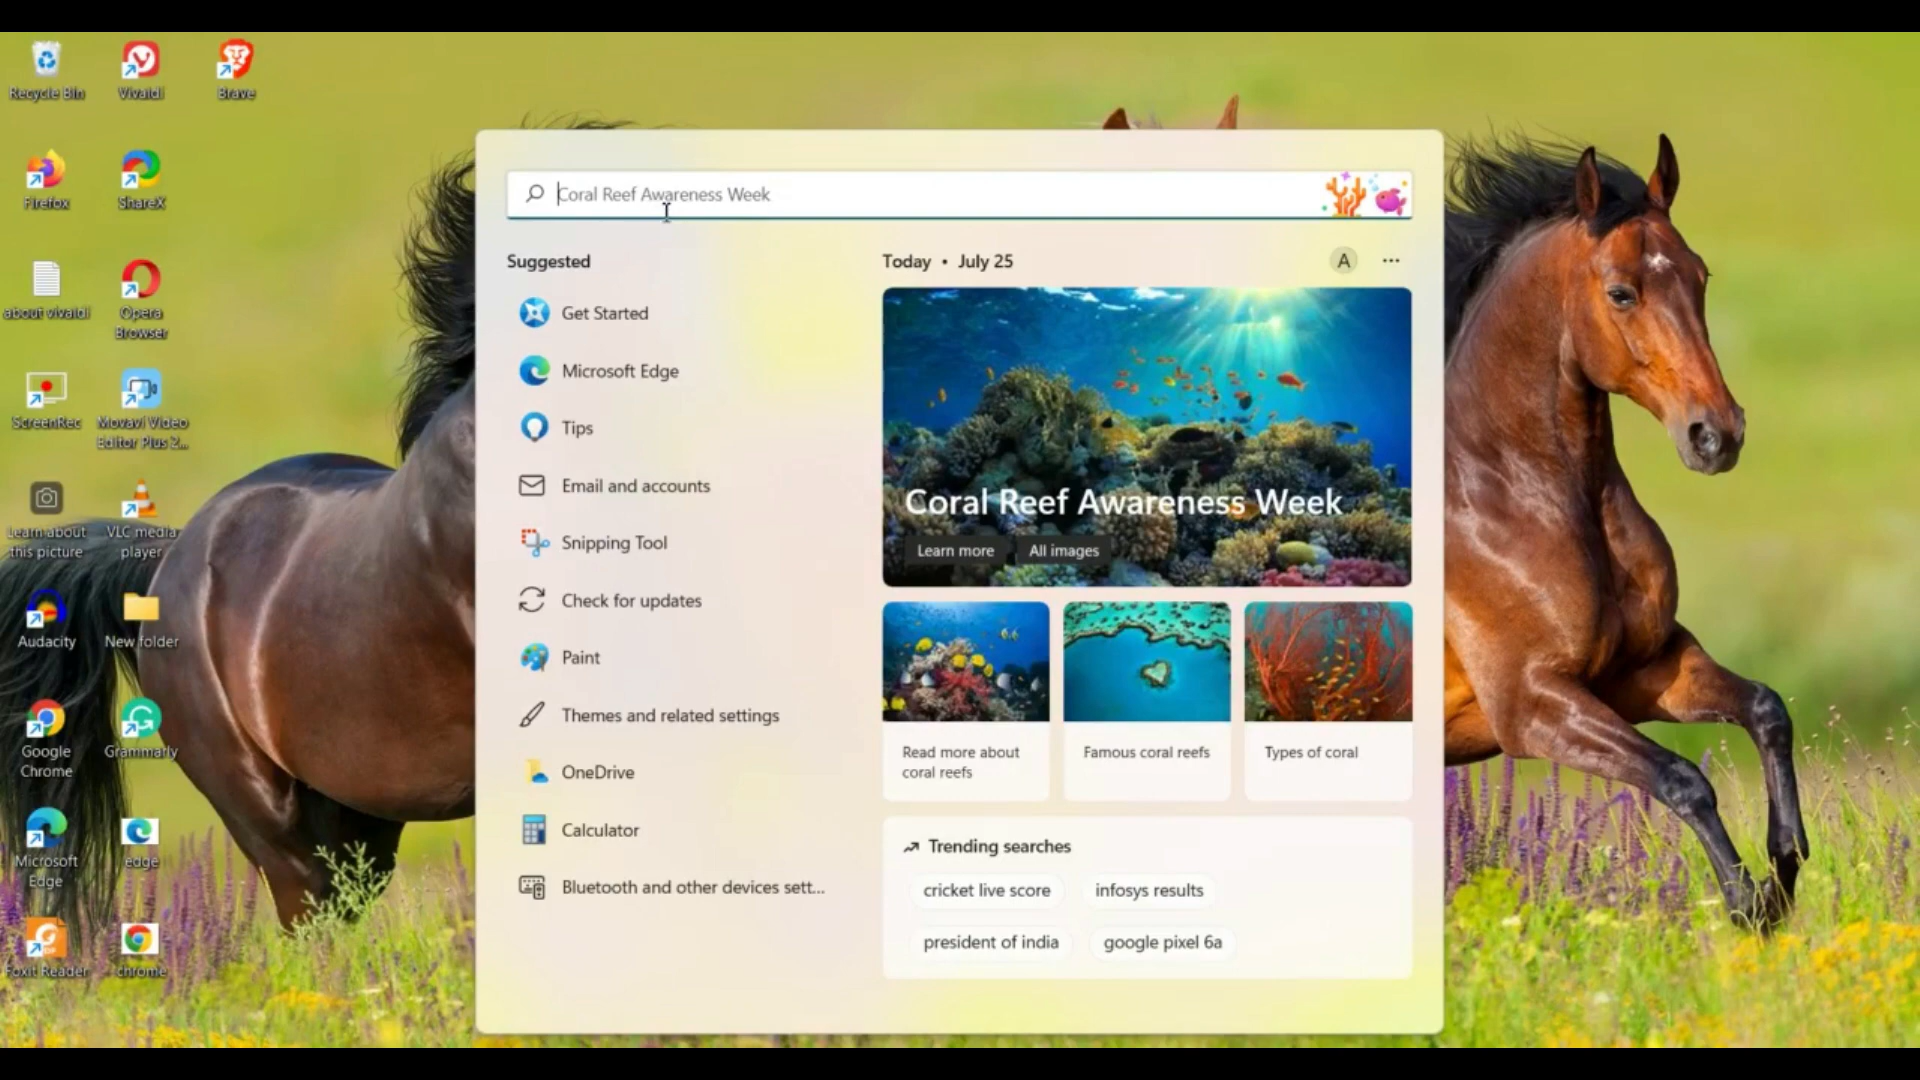 Recycle Bin
Vivaldi
Brave
Firefox
ShareX
about vivaldi
Opera
Browser
ScreenRec
Movavi Video
Editor Plus 2...
Learn about
this picture
VLC media
player
Audacity
New folder
Google
Chrome
Grammarly
Microsoft
Edge
edge
Foxit Reader
chrome
Coral Reef Awareness Week
Suggested
Get Started
Microsoft Edge
Tips
Email and accounts
Snipping Tool
Check for updates
Paint
Themes and related settings
OneDrive
Calculator
Bluetooth and other devices sett...
Today • July 25
A
Coral Reef Awareness Week
Learn more
All images
Read more about
coral reefs
Famous coral reefs
Types of coral
Trending searches
cricket live score
infosys results
president of india
google pixel 6a